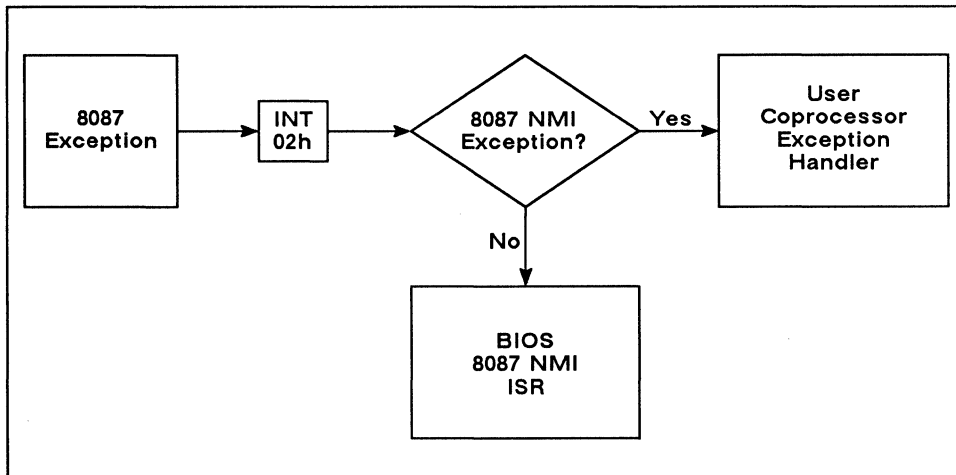 8087
Exception
INT
02h
8087 NMI
Exception?
Yes
User
Coprocessor
Exception
Handler
No
BIOS
8087 NMI
ISR